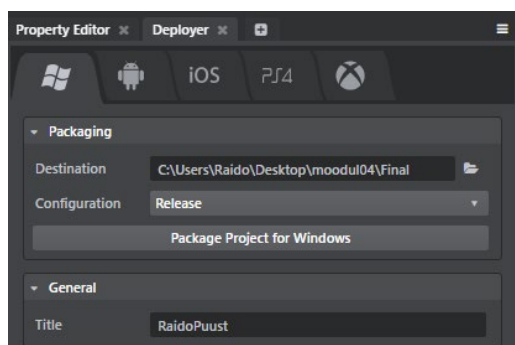 Property Editor Deployer
iOS PS4
Packaging
Destination C:\Users\Raido\Desktop\moodul04\Final
Configuration Release
Package Project for Windows
General
Title RaidoPuust